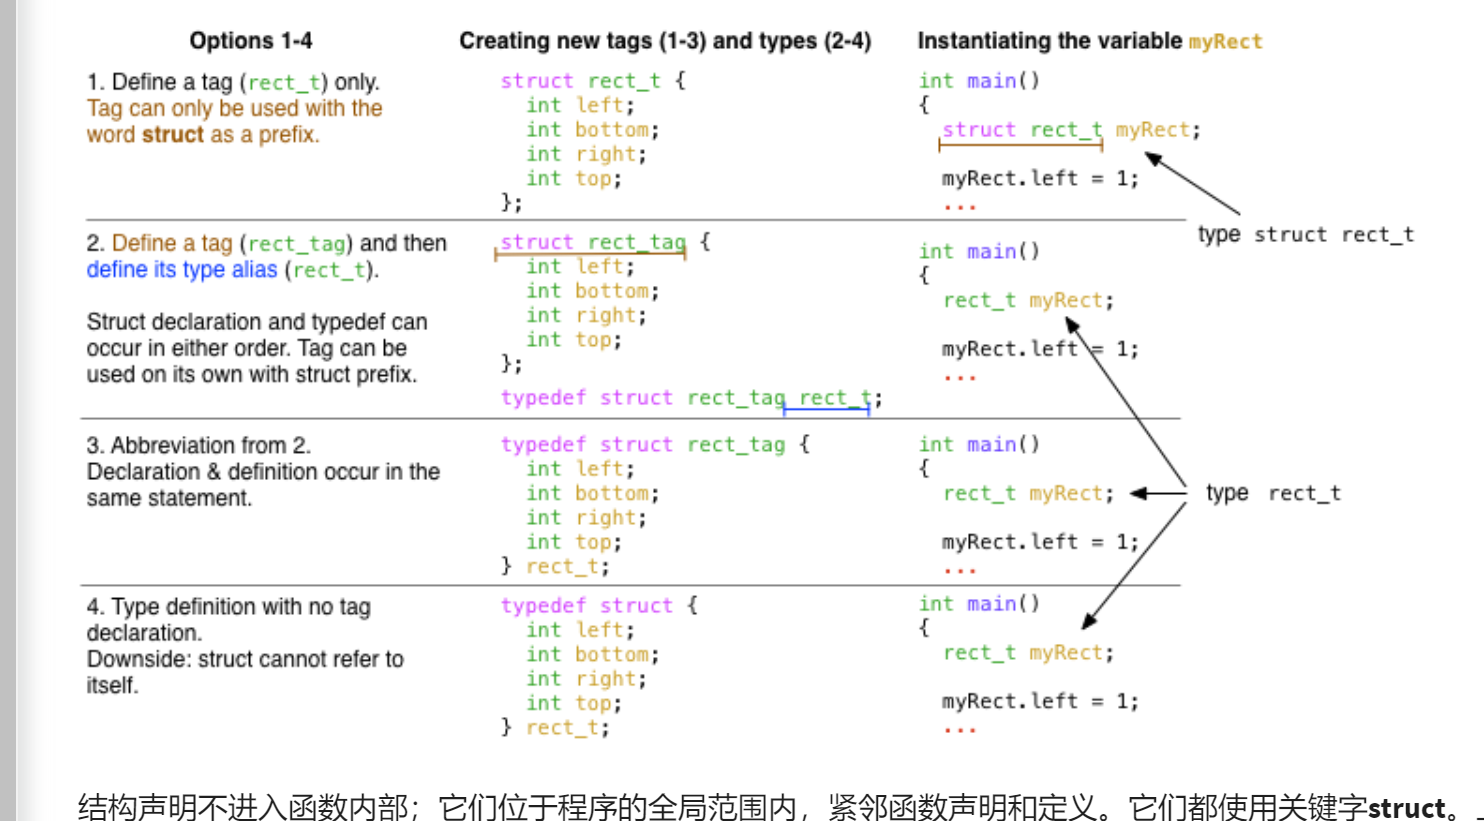 Options 1-4
Creating new tags (1-3) and types (2-4)
Instantiating the variable myRect
1. Define a tag (rect_t) only.
Tag can only be used with the
word struct as a prefix.
struct rect_t {
int left;
int bottom;
int right;
int top;
};
int main()
{
struct rect_t myRect;
myRect.left = 1;
...
type struct rect_t
2. Define a tag (rect_tag) and then
define its type alias (rect_t).
Struct declaration and typedef can
occur in either order. Tag can be
used on its own with struct prefix.
struct rect_tag {
int left;
int bottom;
int right;
int top;
};
typedef struct rect_tag rect_t;
int main()
{
rect_t myRect;
myRect.left = 1;
...
3. Abbreviation from 2.
Declaration & definition occur in the
same statement.
typedef struct rect_tag {
int left;
int bottom;
int right;
int top;
} rect_t;
int main()
{
rect_t myRect;
myRect.left = 1;
...
type rect_t
4. Type definition with no tag
declaration.
Downside: struct cannot refer to
itself.
typedef struct {
int left;
int bottom;
int right;
int top;
} rect_t;
int main()
{
rect_t myRect;
myRect.left = 1;
...
结构声明不进入函数内部；它们位于程序的全局范围内，紧邻函数声明和定义。它们都使用关键字struct。